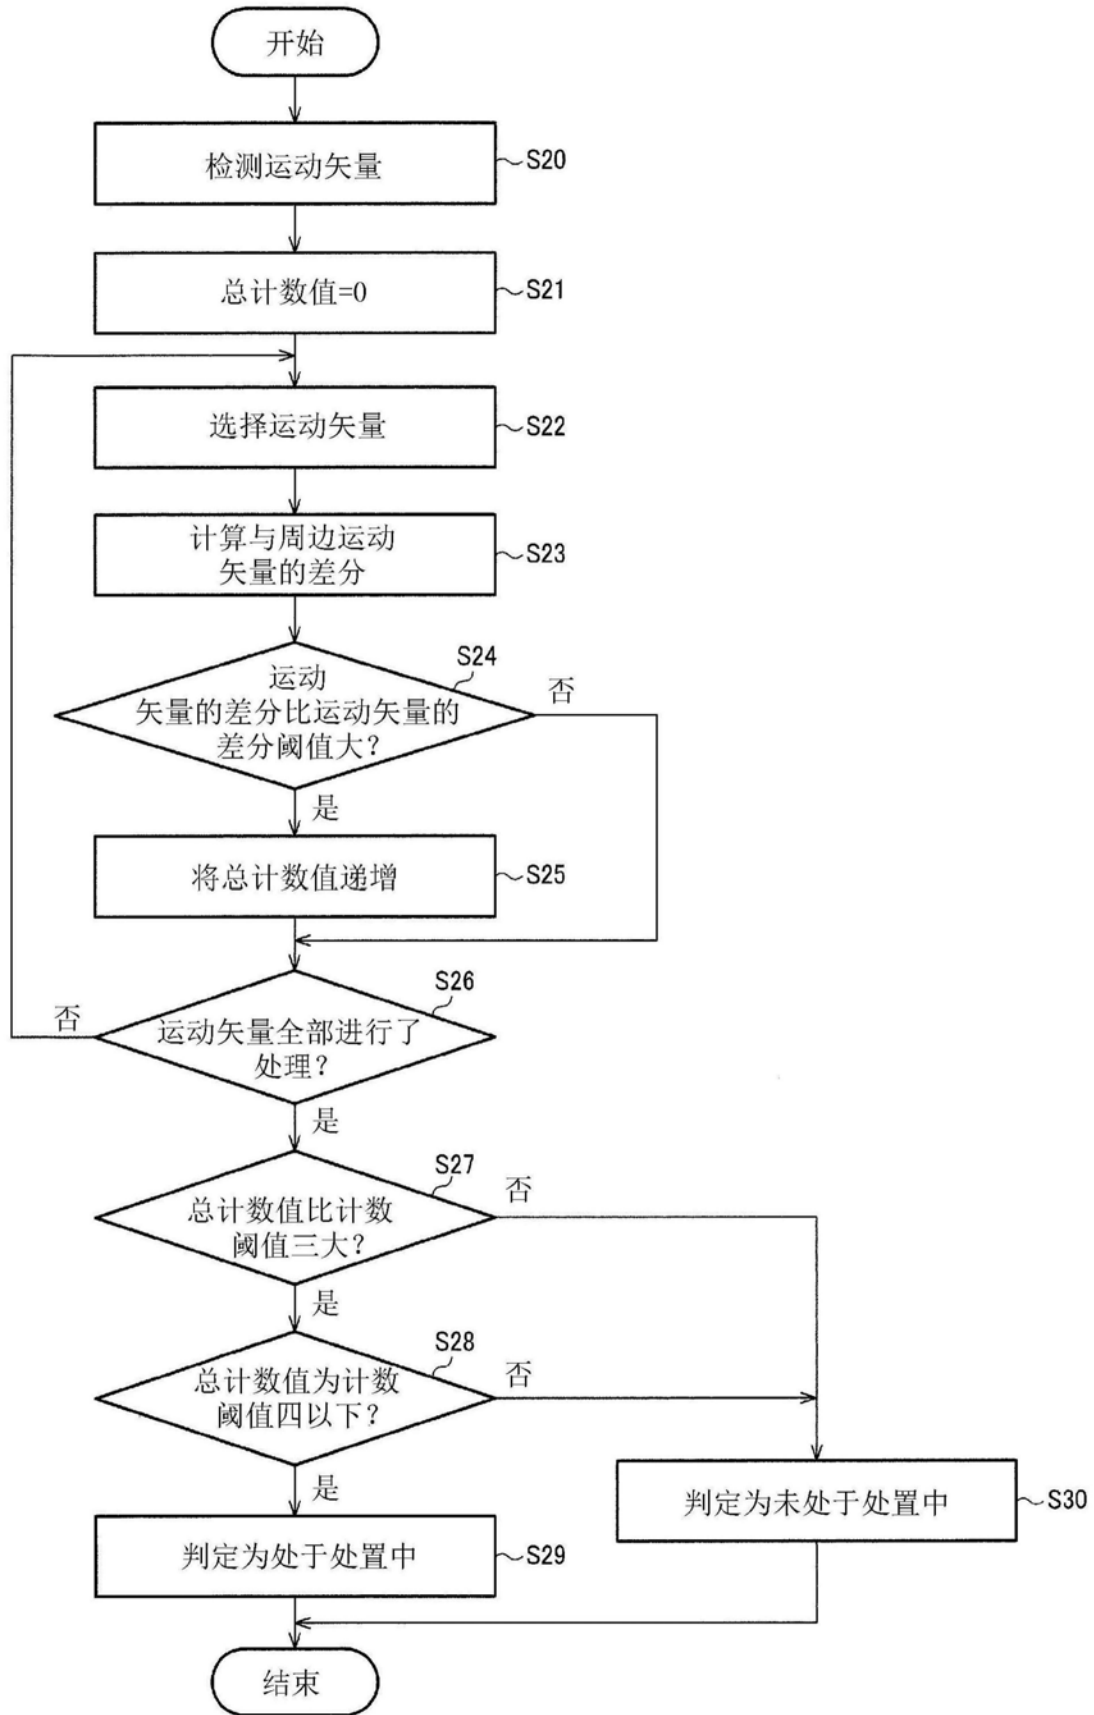 开始
检测运动矢量
S20
总计数值=0
S21
选择运动矢量
S22
计算与周边运动
矢量的差分
S23
S24
运动
矢量的差分比运动矢量的
差分阈值大?
否
是
将总计数值递增
S25
S26
否
运动矢量全部进行了
处理?
是
S27
总计数值比计数
阈值三大?
否
是
S28
总计数值为计数
阈值四以下?
否
是
判定为未处于处置中
S30
判定为处于处置中
S29
结束